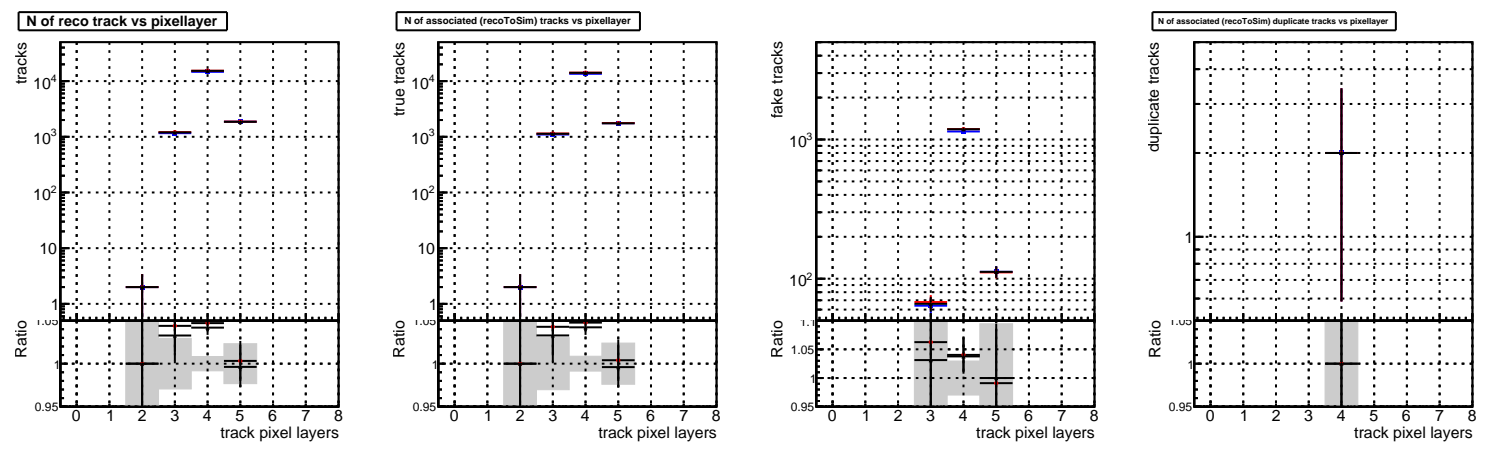 N of reco track vs pixellayer
tracks
10^4
10^3
10^2
10
1
Ratio
1.05
1
0.95
0 1 2 3 4 5 6 7 8
track pixel layers
N of associated (recoToSim) tracks vs pixellayer
true tracks
10^4
10^3
10^2
10
1
Ratio
1.05
1
0.95
0 1 2 3 4 5 6 7 8
track pixel layers
fake tracks
10^3
10^2
Ratio
1.1
1.05
1
0.95
0 1 2 3 4 5 6 7 8
track pixel layers
N of associated (recoToSim) duplicate tracks vs pixellayer
duplicate tracks
1
Ratio
1.05
1
0.95
0 1 2 3 4 5 6 7 8
track pixel layers